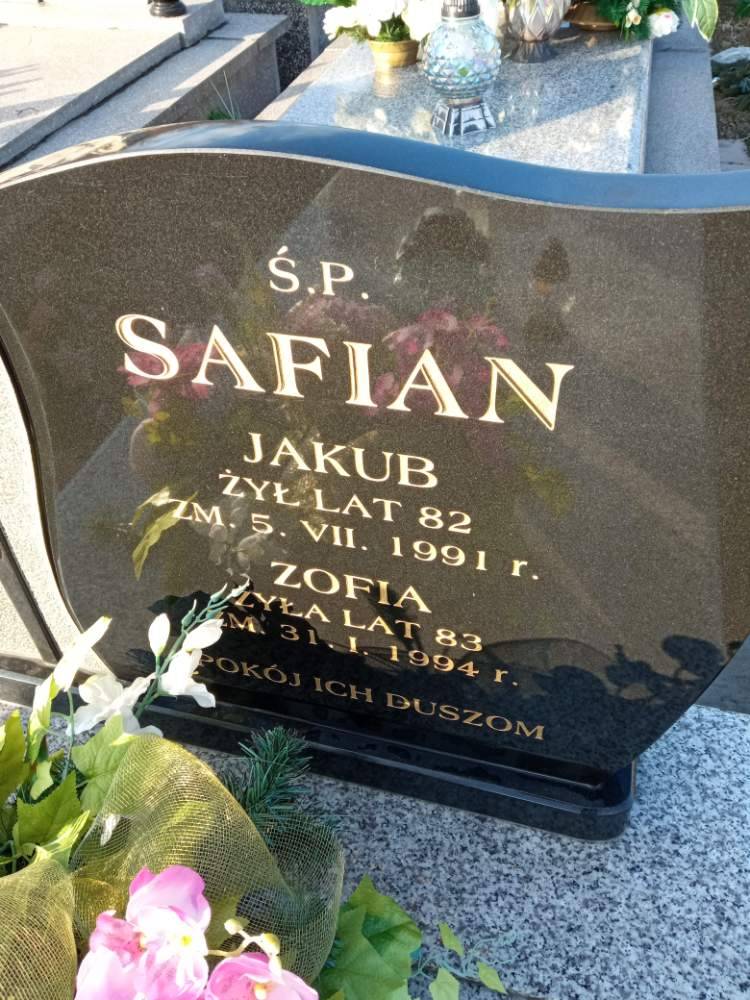 Ś.P.
SAFIAN
JAKUB
ŻYŁ LAT 82
ZM. 5. VII. 1991 r.
ZOFIA
ŻYŁA LAT 83
ZM. 31. I. 1994 r.
POKÓJ ICH DUSZOM